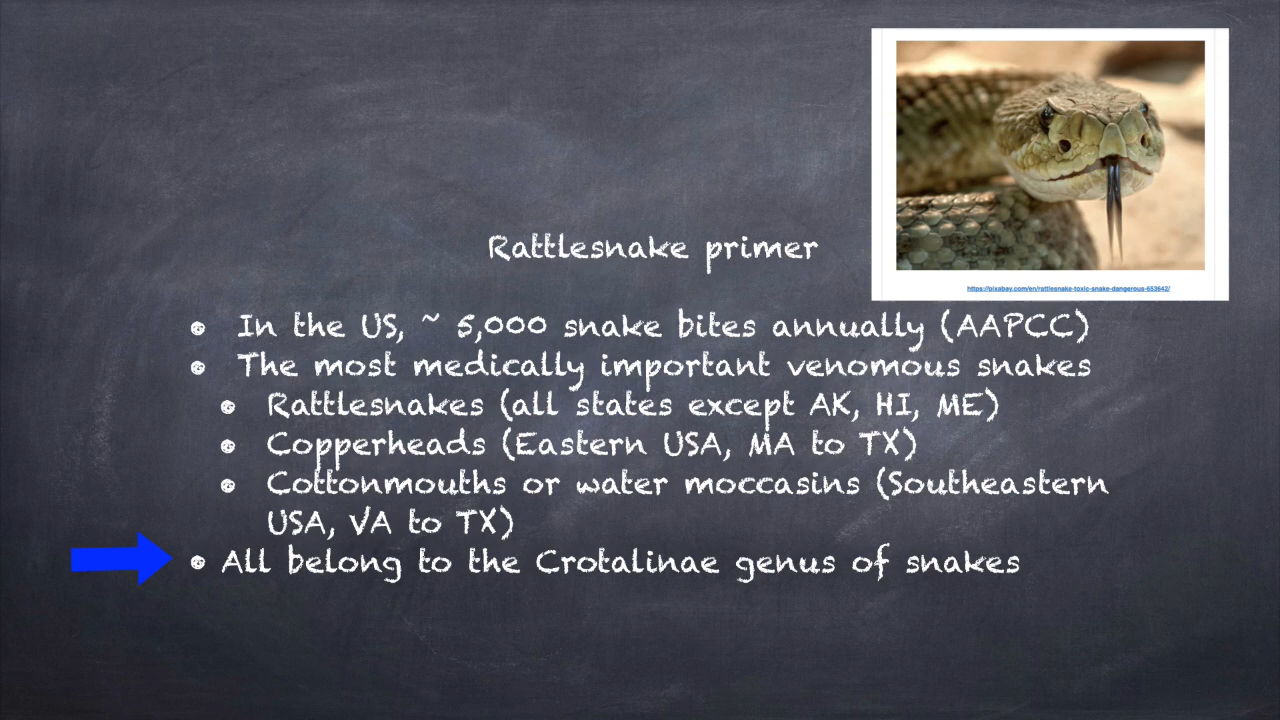 https://pixabay.com/en/rattlesnake-toxic-snake-dangerous-653642/
Rattlesnake primer
In the US, ~ 5,000 snake bites annually (AAPCC)
The most medically important venomous snakes
Rattlesnakes (all states except AK, HI, ME)
Copperheads (Eastern USA, MA to TX)
Cottonmouths or water moccasins (Southeastern
USA, VA to TX)
All belong to the Crotalinae genus of snakes